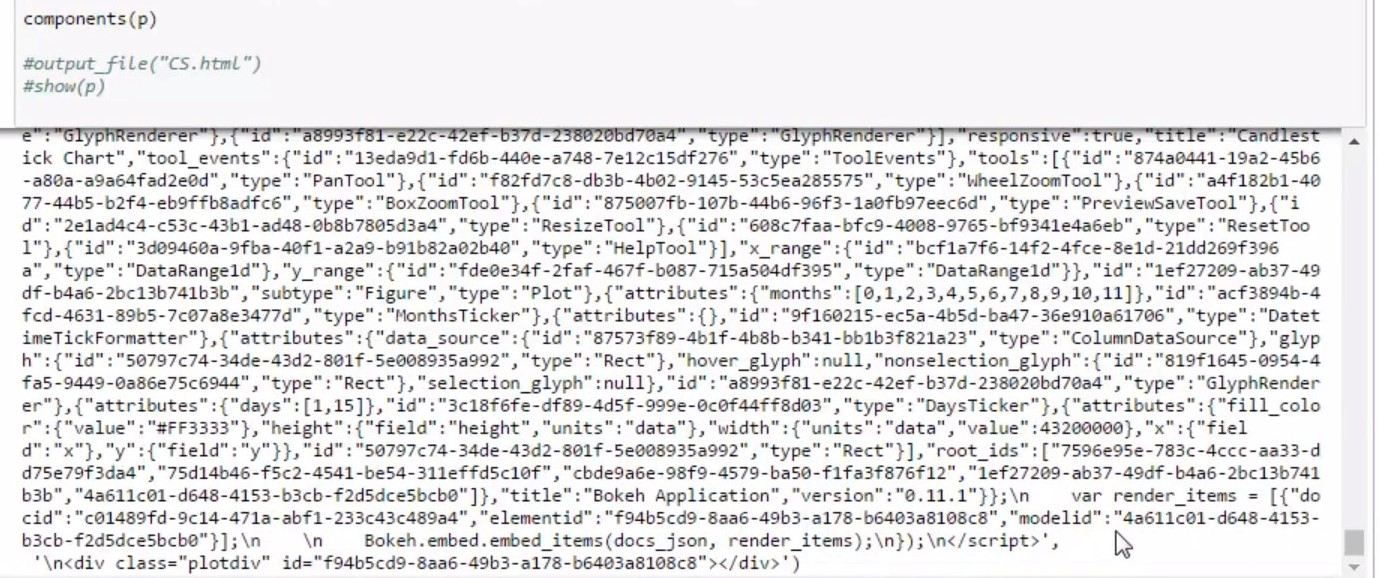 components(p)
#output_file("CS.html")
#show(p)
e":"GlyphRenderer"},{"id":"a8993f81-e22c-42ef-b37d-238020bd70a4","type":"GlyphRenderer"}],"responsive":true,"title":"Candlest
ick Chart","tool_events":{"id":"13eda9d1-fd6b-440e-a748-7e12c15df276","type":"ToolEvents"},"tools":[{"id":"874a0441-19a2-45b6
-a80a-a9a64fad2e0d","type":"PanTool"},{"id":"f82fd7c8-db3b-4b02-9145-53c5ea285575","type":"WheelZoomTool"},{"id":"a4f182b1-40
77-44b5-b2f4-eb9ffb8adfc6","type":"BoxZoomTool"},{"id":"875007fb-107b-44b6-96f3-1a0fb97eec6d","type":"PreviewSaveTool"},{"i
d":"2e1ad4c4-c53c-43b1-ad48-0b8b7805d3a4","type":"ResizeTool"},{"id":"608c7faa-bfc9-4008-9765-bf9341e4a6eb","type":"ResetToo
l"},{"id":"3d09460a-9fba-40f1-a2a9-b91b82a02b40","type":"HelpTool"}],"x_range":{"id":"bcf1a7f6-14f2-4fce-8e1d-21dd269f396
a","type":"DataRange1d"},"y_range":{"id":"fde0e34f-2faf-467f-b087-715a504df395","type":"DataRange1d"}},"id":"1ef27209-ab37-49
df-b4a6-2bc13b741b3b","subtype":"Figure","type":"Plot"},{"attributes":{"months":[0,1,2,3,4,5,6,7,8,9,10,11]},"id":"acf3894b-4
fcd-4631-89b5-7c07a8e3477d","type":"MonthsTicker"},{"attributes":{},"id":"9f160215-ec5a-4b5d-ba47-36e910a61706","type":"Datet
imeTickFormatter"},{"attributes":{"data_source":{"id":"87573f89-4b1f-4b8b-b341-bb1b3f821a23","type":"ColumnDataSource"},"glyp
h":{"id":"50797c74-34de-43d2-801f-5e008935a992","type":"Rect"},"hover_glyph":null,"nonselection_glyph":{"id":"819f1645-0954-4
fa5-9449-0a86e75c6944","type":"Rect"},"selection_glyph":null},"id":"a8993f81-e22c-42ef-b37d-238020bd70a4","type":"GlyphRender
er"},{"attributes":{"days":[1,15]},"id":"3c18f6fe-df89-4d5f-999e-0c0f44ff8d03","type":"DaysTicker"},{"attributes":{"fill_colo
r":{"value":"#FF3333"},"height":{"field":"height","units":"data"},"width":{"units":"data","value":43200000},"x":{"fiel
d":"x"},"y":{"field":"y"}},"id":"50797c74-34de-43d2-801f-5e008935a992","type":"Rect"}],"root_ids":["7596e95e-783c-4ccc-aa33-d
d75e79f3da4","75d14b46-f5c2-4541-be54-311effd5c10f","cbde9a6e-98f9-4579-ba50-f1fa3f876f12","1ef27209-ab37-49df-b4a6-2bc13b741
b3b","4a611c01-d648-4153-b3cb-f2d5dce5bcb0"]},"title":"Bokeh Application","version":"0.11.1"}};\n    var render_items = [{"do
cid":"c01489fd-9c14-471a-abf1-233c43c489a4","elementid":"f94b5cd9-8aa6-49b3-a178-b6403a8108c8","modelid":"4a611c01-d648-4153-
b3cb-f2d5dce5bcb0"}];\n    \n    Bokeh.embed.embed_items(docs_json, render_items);\n});\n</script>',
'\n<div class="plotdiv" id="f94b5cd9-8aa6-49b3-a178-b6403a8108c8"></div>')